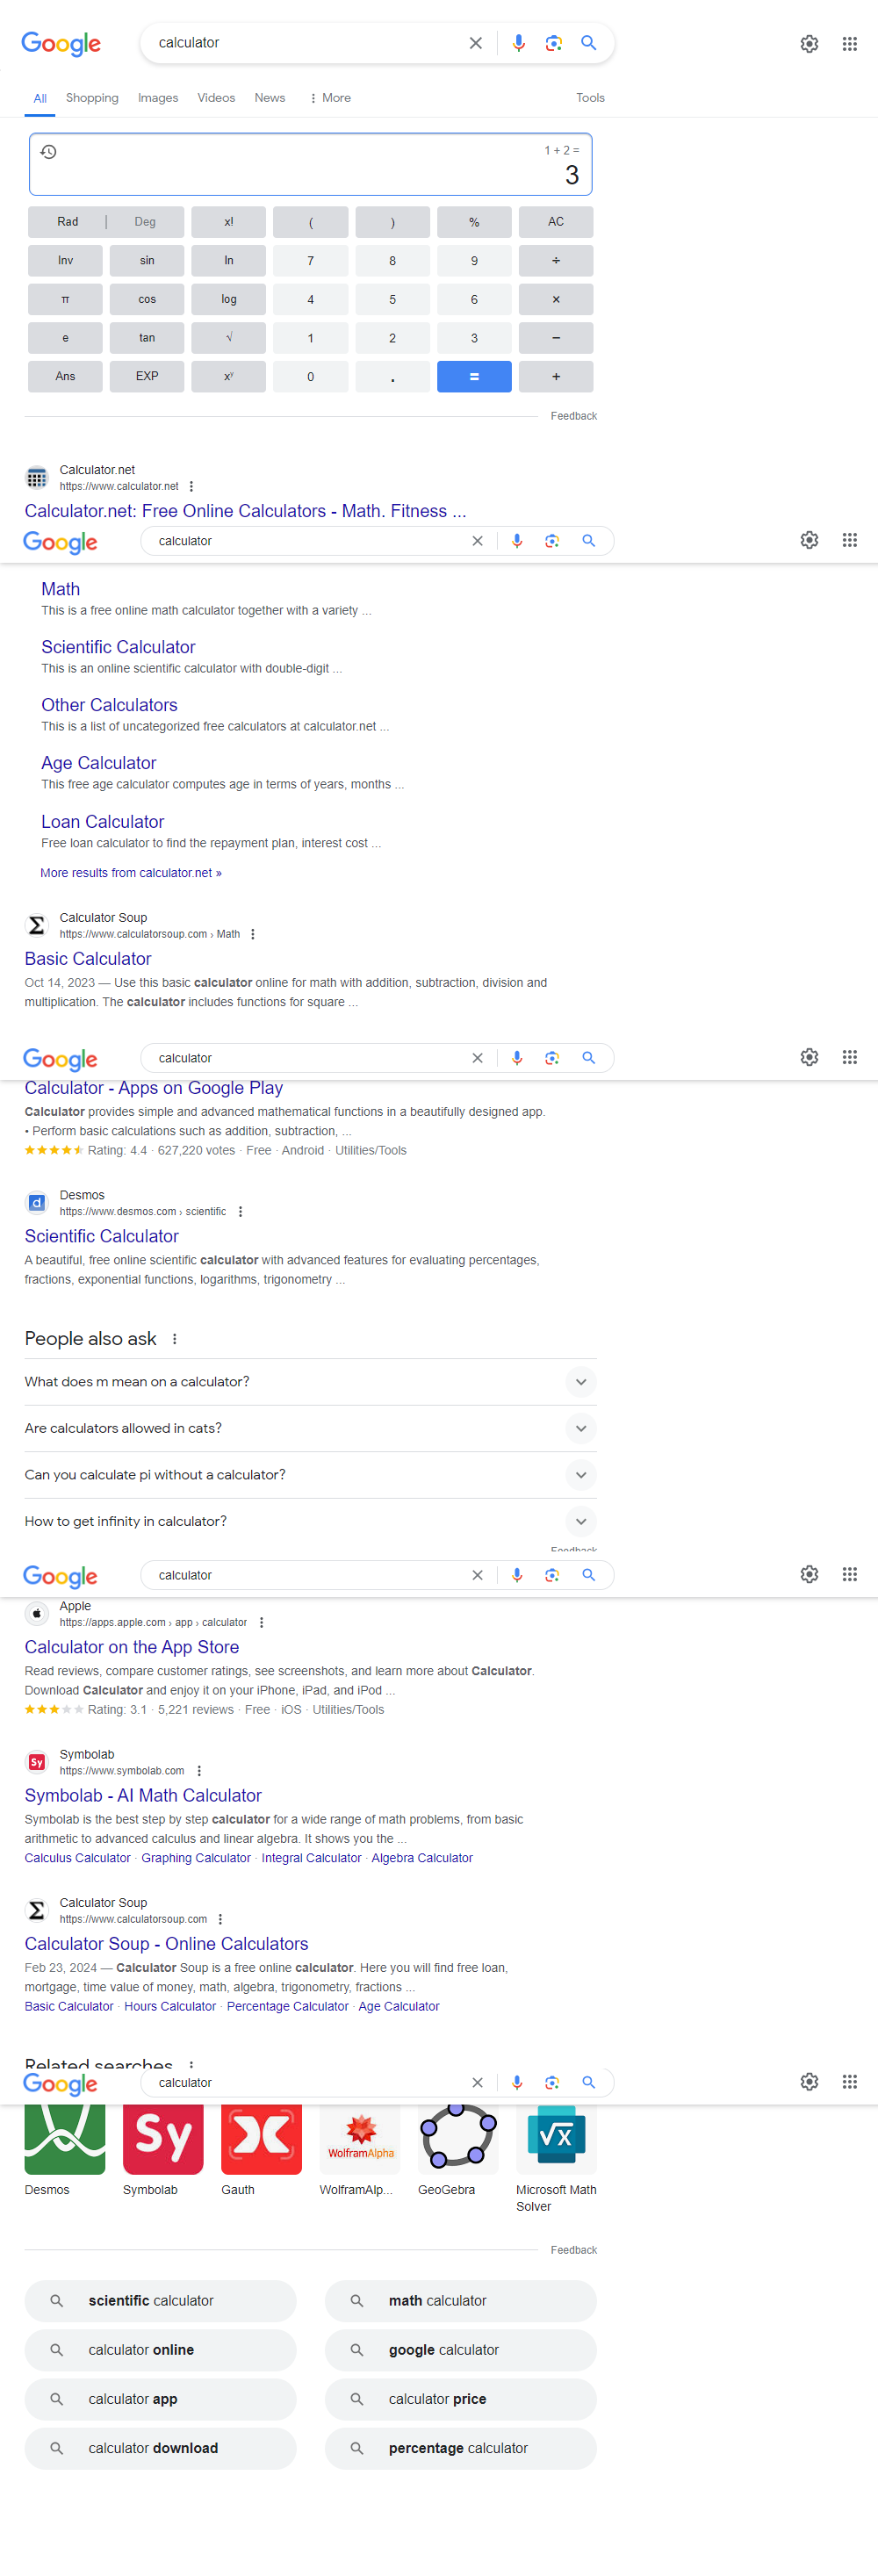 Google
calculator
All Shopping Images Videos News More Tools
1 + 2 =
3
Rad | Deg x! ( ) % AC
Inv sin ln 7 8 9 ÷
π cos log 4 5 6 ×
e tan √ 1 2 3 −
Ans EXP xʸ 0 . = +
Feedback
Calculator.net
https://www.calculator.net
Calculator.net: Free Online Calculators - Math. Fitness ...
Google
calculator
Math
This is a free online math calculator together with a variety ...
Scientific Calculator
This is an online scientific calculator with double-digit ...
Other Calculators
This is a list of uncategorized free calculators at calculator.net ...
Age Calculator
This free age calculator computes age in terms of years, months ...
Loan Calculator
Free loan calculator to find the repayment plan, interest cost ...
More results from calculator.net »
Calculator Soup
https://www.calculatorsoup.com › Math
Basic Calculator
Oct 14, 2023 — Use this basic calculator online for math with addition, subtraction, division and
multiplication. The calculator includes functions for square ...
Google
calculator
Calculator - Apps on Google Play
Calculator provides simple and advanced mathematical functions in a beautifully designed app.
• Perform basic calculations such as addition, subtraction, ...
Rating: 4.4 · 627,220 votes · Free · Android · Utilities/Tools
d
Desmos
https://www.desmos.com › scientific
Scientific Calculator
A beautiful, free online scientific calculator with advanced features for evaluating percentages,
fractions, exponential functions, logarithms, trigonometry ...
People also ask
What does m mean on a calculator?
Are calculators allowed in cats?
Can you calculate pi without a calculator?
How to get infinity in calculator?
Feedback
Google
calculator
Apple
https://apps.apple.com › app › calculator
Calculator on the App Store
Read reviews, compare customer ratings, see screenshots, and learn more about Calculator.
Download Calculator and enjoy it on your iPhone, iPad, and iPod ...
Rating: 3.1 · 5,221 reviews · Free · iOS · Utilities/Tools
Sy
Symbolab
https://www.symbolab.com
Symbolab - AI Math Calculator
Symbolab is the best step by step calculator for a wide range of math problems, from basic
arithmetic to advanced calculus and linear algebra. It shows you the ...
Calculus Calculator · Graphing Calculator · Integral Calculator · Algebra Calculator
Calculator Soup
https://www.calculatorsoup.com
Calculator Soup - Online Calculators
Feb 23, 2024 — Calculator Soup is a free online calculator. Here you will find free loan,
mortgage, time value of money, math, algebra, trigonometry, fractions ...
Basic Calculator · Hours Calculator · Percentage Calculator · Age Calculator
Related searches
Google
calculator
Sy WolframAlpha √x
Desmos Symbolab Gauth WolframAlp... GeoGebra Microsoft Math
Solver
Feedback
scientific calculator math calculator
calculator online google calculator
calculator app calculator price
calculator download percentage calculator